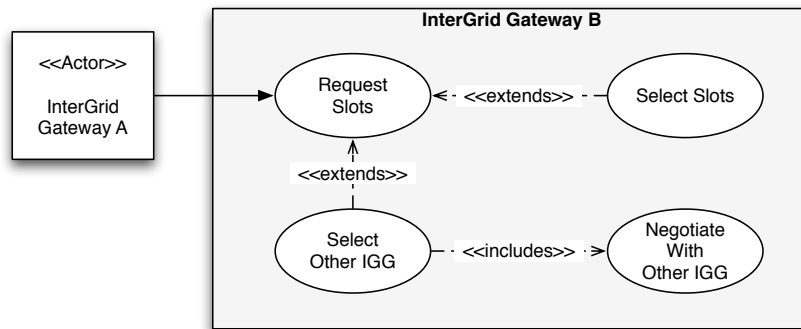 InterGrid Gateway B
<<Actor>>
InterGrid
Gateway A
Request
Slots
<<extends>>
Select Slots
<<extends>>
Select
Other IGG
<<includes>>
Negotiate
With
Other IGG